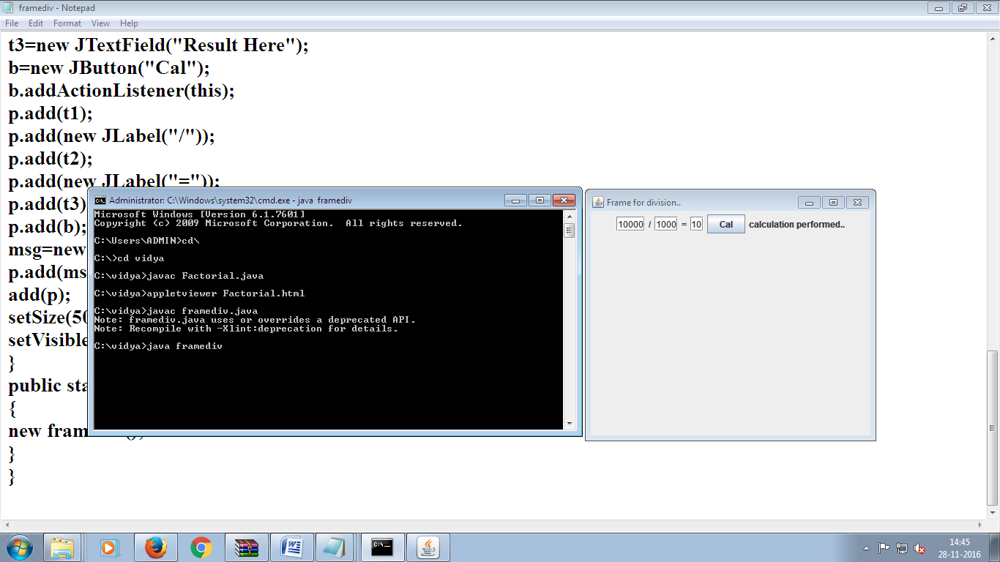 framediv - Notepad
File Edit Format View Help
t3=new JTextField("Result Here");
b=new JButton("Cal");
b.addActionListener(this);
p.add(t1);
p.add(new JLabel("/"));
p.add(t2);
p.add(new JLabel("="));
p.add(t3)
p.add(b);
msg=new
p.add(ms
add(p);
setSize(50
setVisible
}
public sta
{
new fram
}
}
Administrator: C:\Windows\system32\cmd.exe - java framediv
Microsoft Windows [Version 6.1.7601]
Copyright (c) 2009 Microsoft Corporation. All rights reserved.
C:\Users\ADMIN>cd\
C:\>cd vidya
C:\vidya>javac Factorial.java
C:\vidya>appletviewer Factorial.html
C:\vidya>javac framediv.java
Note: framediv.java uses or overrides a deprecated API.
Note: Recompile with -Xlint:deprecation for details.
C:\vidya>java framediv
Frame for division..
10000 / 1000 = 10 Cal calculation performed..
14:45
28-11-2016